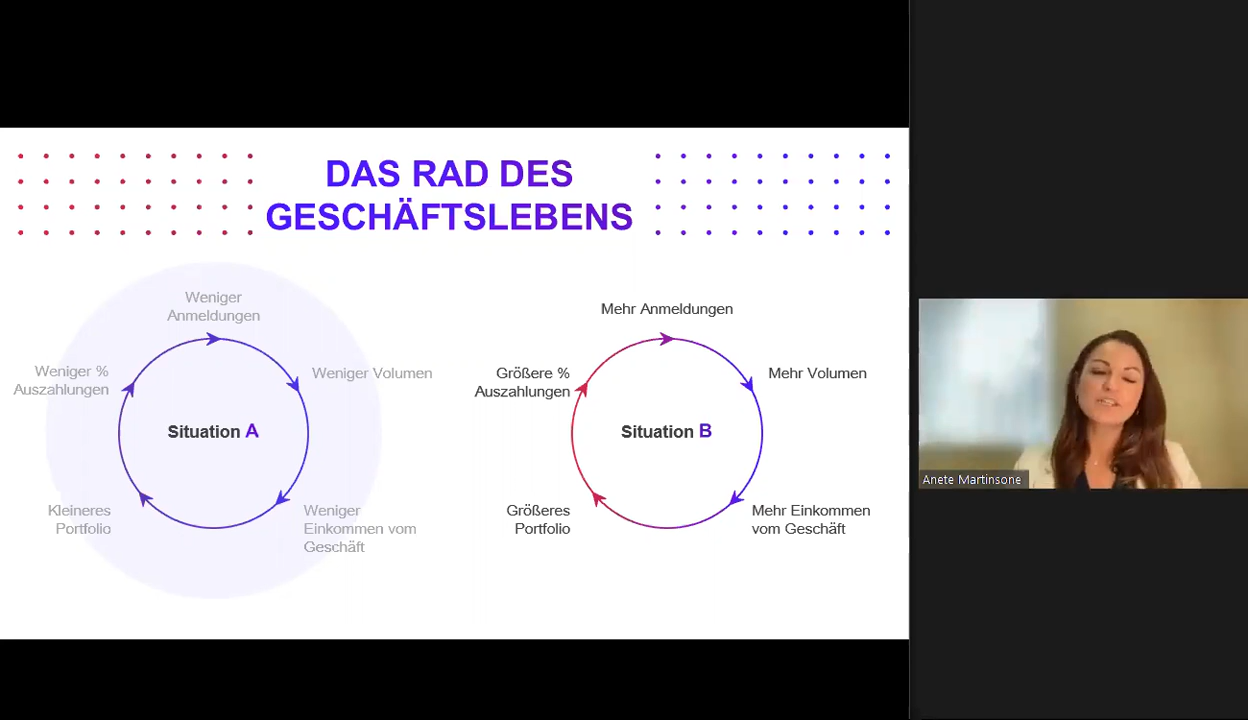 DAS RAD DES
GESCHÄFTSLEBENS
Weniger
Anmeldungen
Weniger %
Auszahlungen
Weniger Volumen
Situation A
Kleineres
Portfolio
Weniger
Einkommen vom
Geschäft
Mehr Anmeldungen
Größere %
Auszahlungen
Mehr Volumen
Situation B
Größeres
Portfolio
Mehr Einkommen
vom Geschäft
Anete Martinsone